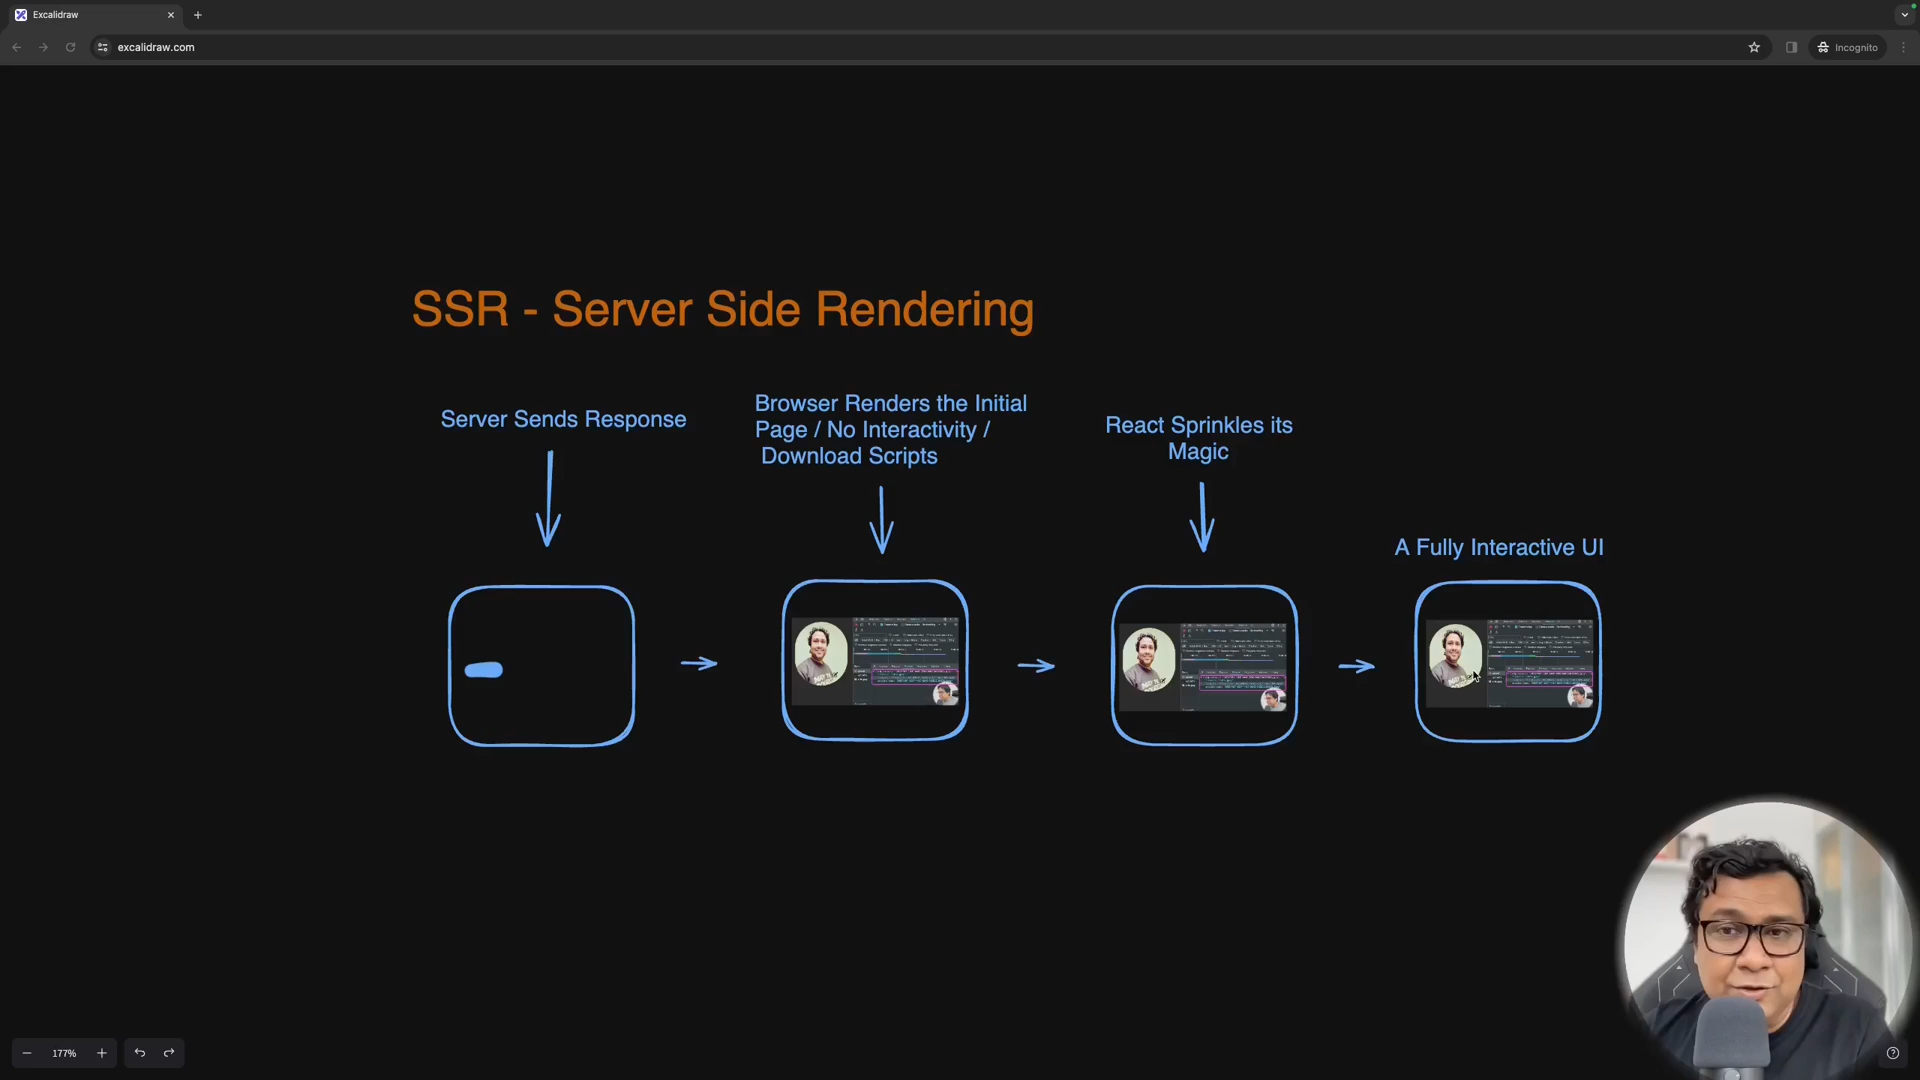 Excalidraw
excalidraw.com
Incognito
SSR - Server Side Rendering
Server Sends Response
Browser Renders the Initial
Page / No Interactivity /
Download Scripts
React Sprinkles its
Magic
A Fully Interactive UI
177%